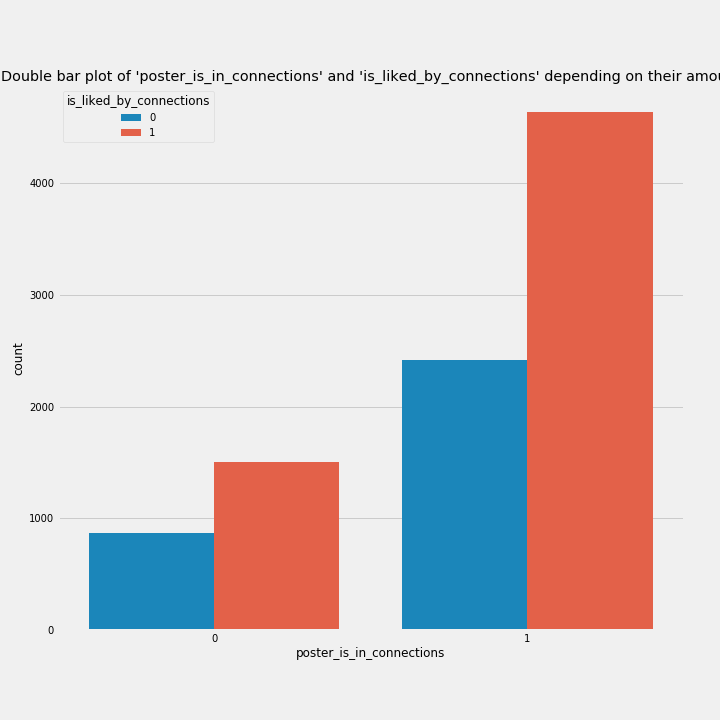 Double bar plot of 'poster_is_in_connections' and 'is_liked_by_connections' depending on their amou
is_liked_by_connections
0
1
4000
3000
2000
1000
0
count
0 1
poster_is_in_connections